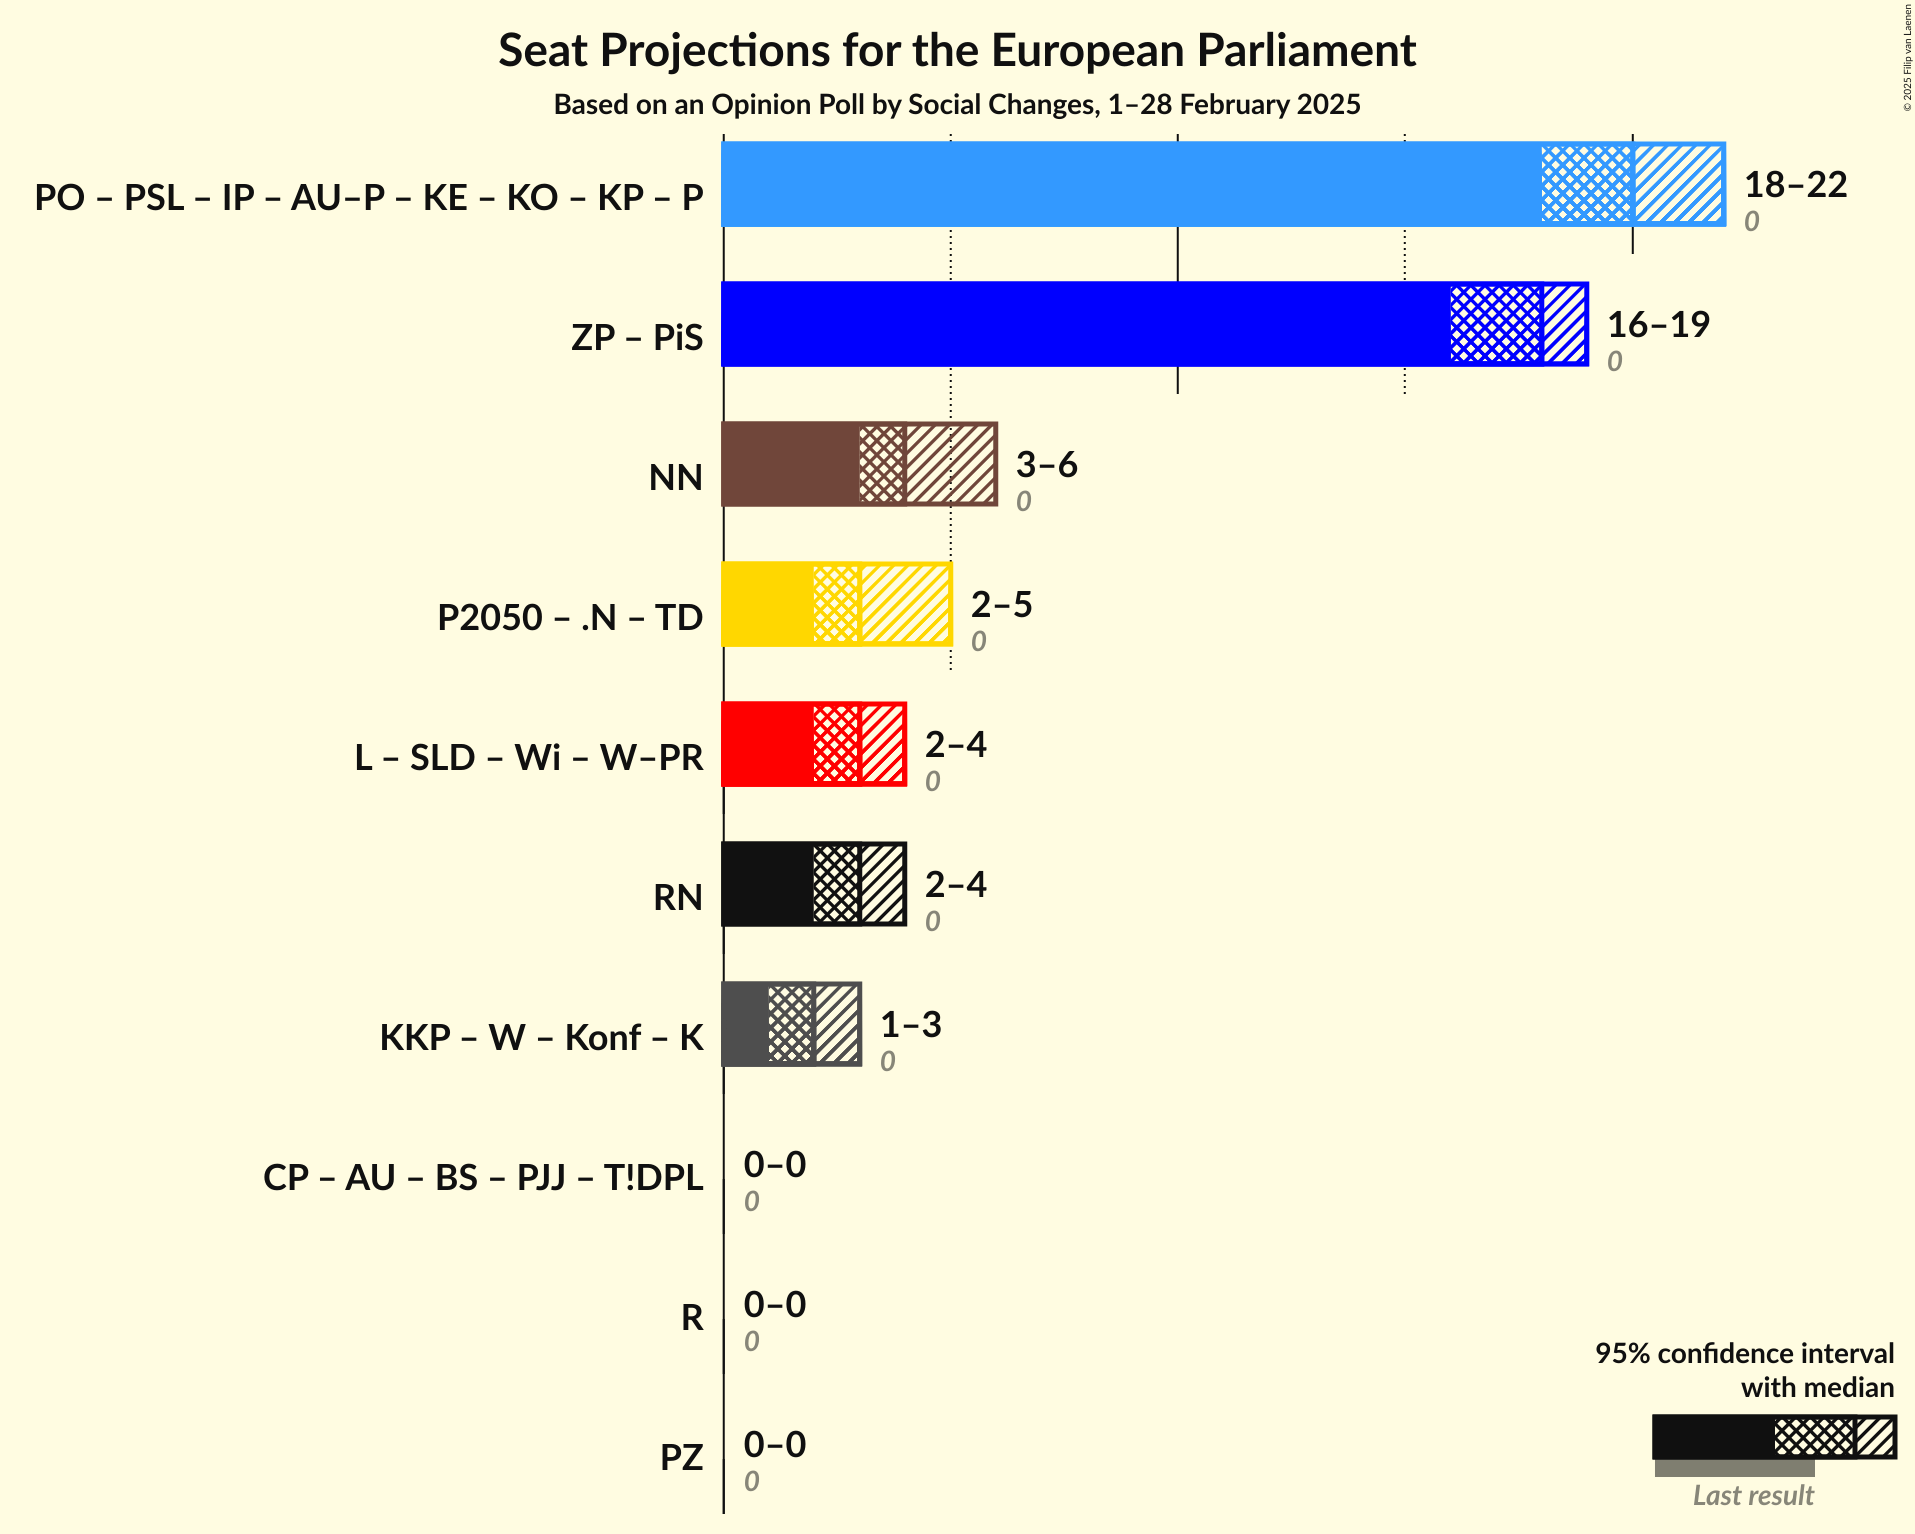 Seat Projections for the European Parliament
Based on an Opinion Poll by Social Changes, 1–28 February 2025
© 2025 Filip van Laenen
PO – PSL – IP – AU–P – KE – KO – KP – P
18–22
0
ZP – PiS
16–19
0
NN
3–6
0
P2050 – .N – TD
2–5
0
L – SLD – Wi – W–PR
2–4
0
RN
2–4
0
KKP – W – Konf – K
1–3
0
CP – AU – BS – PJJ – T!DPL
0–0
0
R
0–0
0
PZ
0–0
0
95% confidence interval
with median
Last result